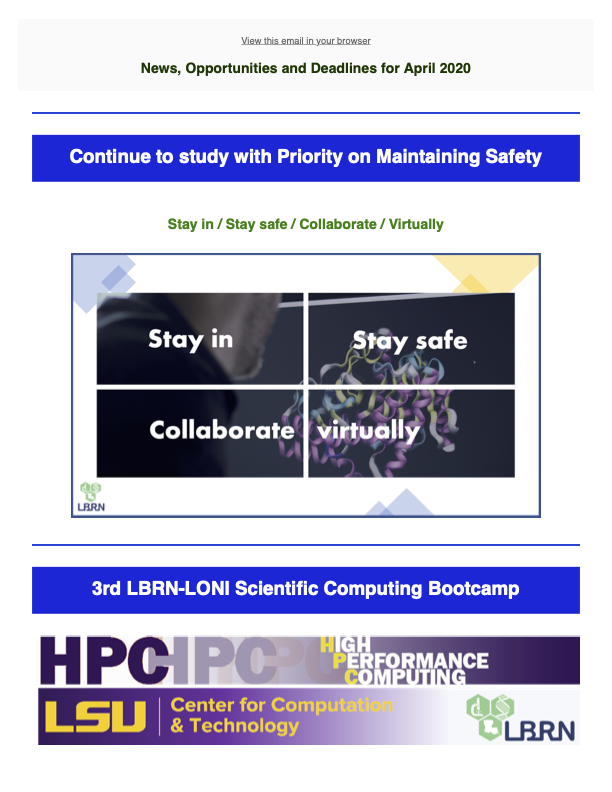 View this email in your browser
News, Opportunities and Deadlines for April 2020
Continue to study with Priority on Maintaining Safety
Stay in / Stay safe / Collaborate / Virtually
Stay in
Stay safe
Collaborate virtually
LBRN
3rd LBRN-LONI Scientific Computing Bootcamp
HPC HPC HPC
HIGH
PERFORMANCE
COMPUTING
LSU
Center for Computation
& Technology
LBRN